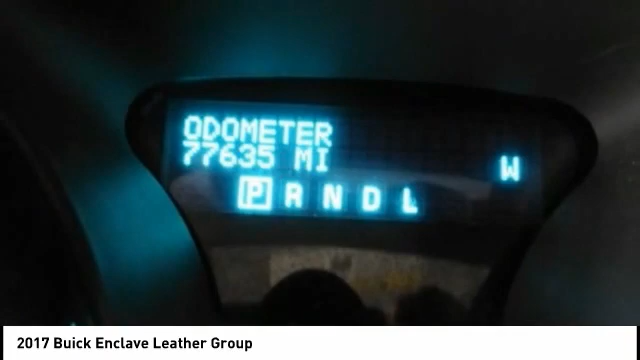 ODOMETER
77635 MI
W
P R N D L
2017 Buick Enclave Leather Group